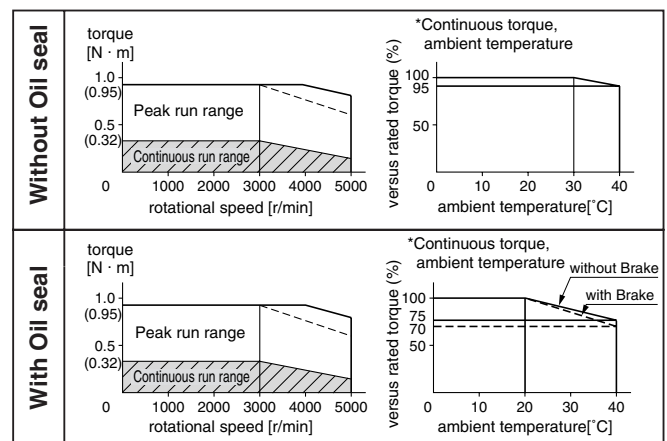 Without Oil seal
torque
[N · m]
1.0
(0.95)
0.5
(0.32)
Peak run range
Continuous run range
0 1000 2000 3000 4000 5000
rotational speed [r/min]
*Continuous torque,
ambient temperature
versus rated torque (%)
100
95
50
0 10 20 30 40
ambient temperature[˚C]
With Oil seal
torque
[N · m]
1.0
(0.95)
0.5
(0.32)
Peak run range
Continuous run range
0 1000 2000 3000 4000 5000
rotational speed [r/min]
*Continuous torque,
ambient temperature
without Brake
with Brake
versus rated torque (%)
100
75
70
50
0 10 20 30 40
ambient temperature[˚C]